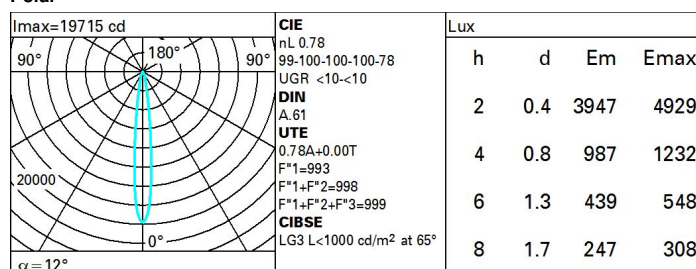 Imax=19715 cd
90° 180° 90°
20000
0°
α=12°
CIE
nL 0.78
99-100-100-100-78
UGR <10-<10
DIN
A.61
UTE
0.78A+0.00T
F"1=993
F"1+F"2=998
F"1+F"2+F"3=999
CIBSE
LG3 L<1000 cd/m² at 65°
Lux
h d Em Emax
2 0.4 3947 4929
4 0.8 987 1232
6 1.3 439 548
8 1.7 247 308